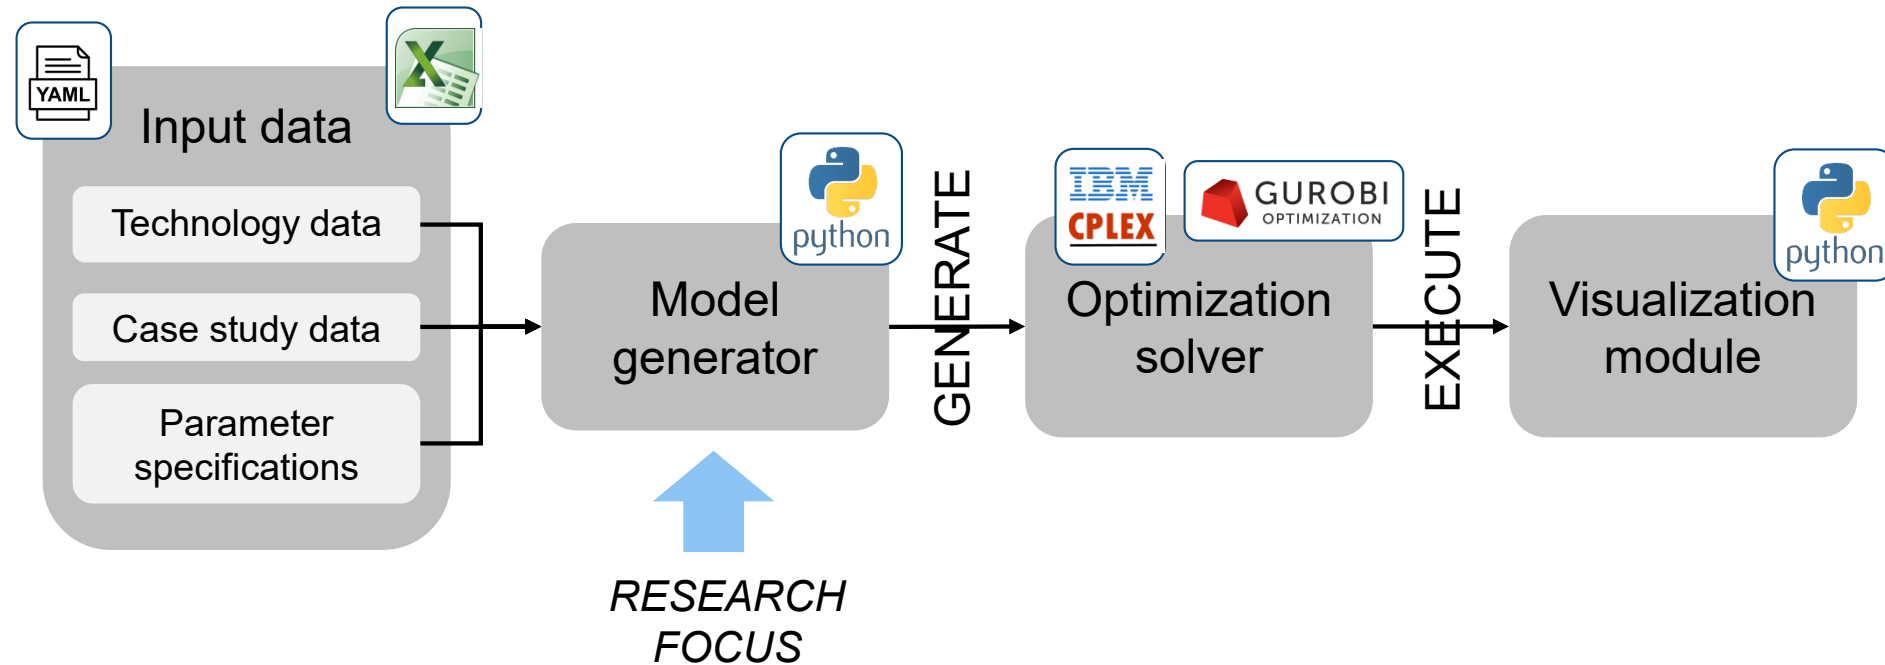 YAML
X
Input data
Technology data
Case study data
Parameter
specifications
python
Model
generator
GENERATE
IBM
CPLEX
GUROBI
OPTIMIZATION
Optimization
solver
EXECUTE
python
Visualization
module
RESEARCH
FOCUS